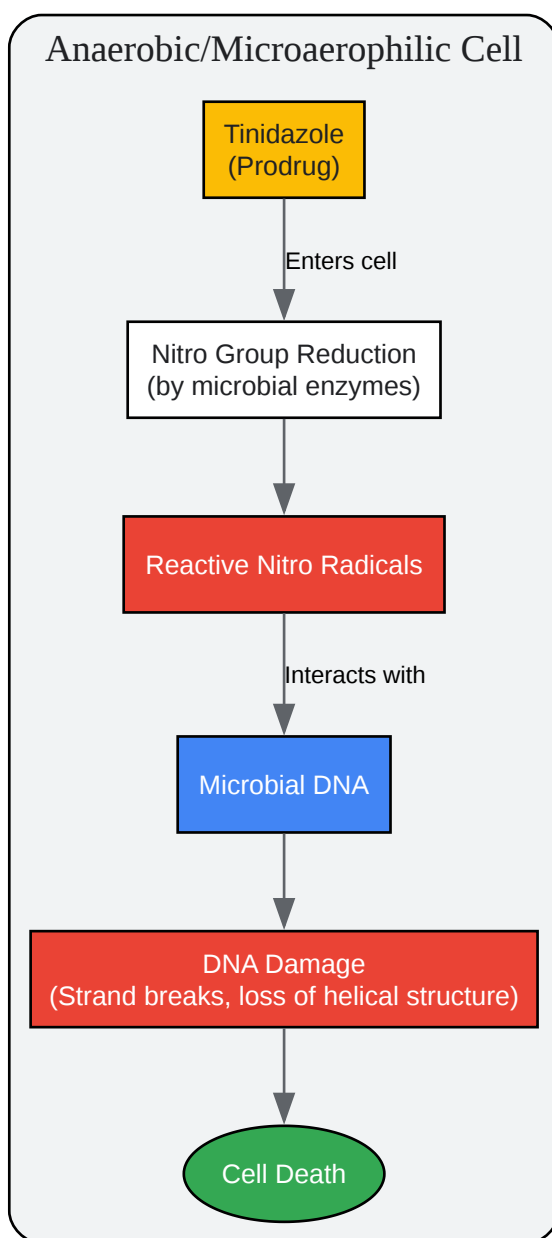 Anaerobic/Microaerophilic Cell
Tinidazole
(Prodrug)
Enters cell
Nitro Group Reduction
(by microbial enzymes)
Reactive Nitro Radicals
Interacts with
Microbial DNA
DNA Damage
(Strand breaks, loss of helical structure)
Cell Death